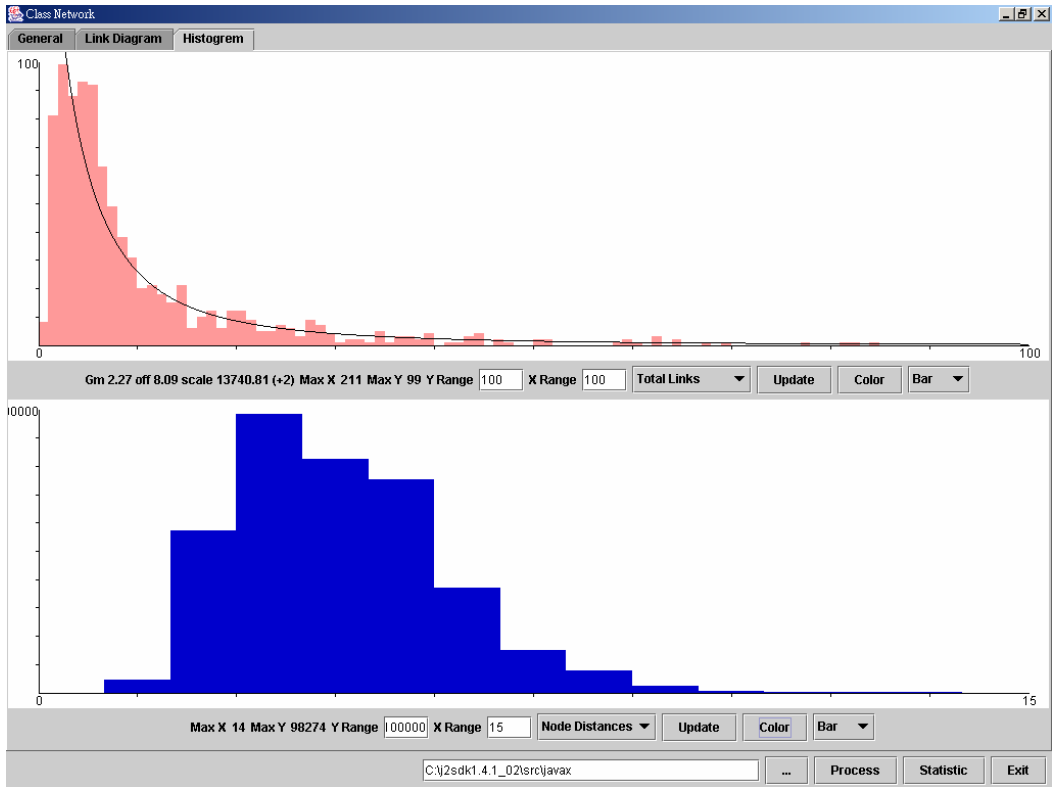 Class Network
General Link Diagram Histogrem
100
0 100
Gm 2.27 off 8.09 scale 13740.81 (+2) Max X 211 Max Y 99 Y Range 100 X Range 100 Total Links Update Color Bar
00000
0 15
Max X 14 Max Y 98274 Y Range 100000 X Range 15 Node Distances Update Color Bar
C:\j2sdk1.4.1_02\src\javax ... Process Statistic Exit